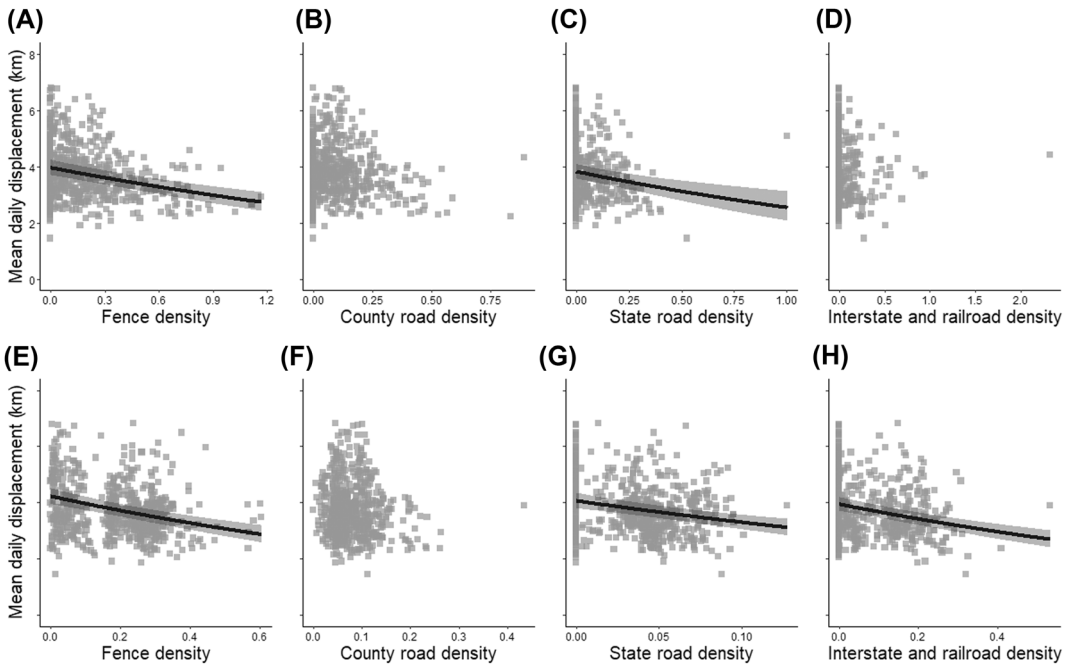 (A) (B) (C) (D)
Mean daily displacement (km)
8
6
4
2
0
0.0 0.3 0.6 0.9 1.2
0.00 0.25 0.50 0.75
0.00 0.25 0.50 0.75 1.00
0.0 0.5 1.0 1.5 2.0
Fence density
County road density
State road density
Interstate and railroad density
(E) (F) (G) (H)
Mean daily displacement (km)
0.0 0.2 0.4 0.6
0.0 0.1 0.2 0.3 0.4
0.00 0.05 0.10
0.0 0.2 0.4
Fence density
County road density
State road density
Interstate and railroad density